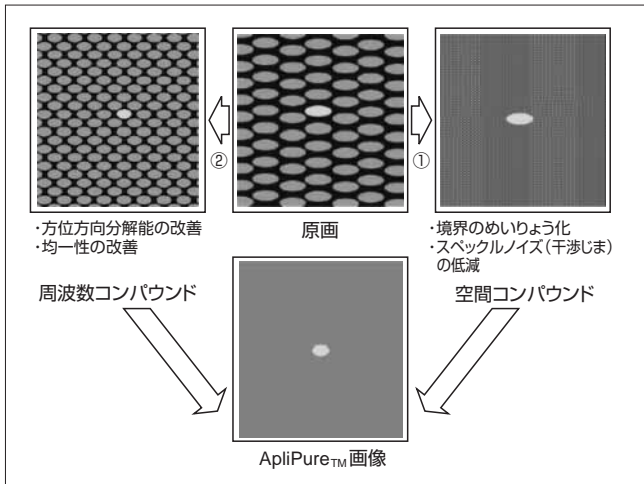 ②
①
・方位方向分解能の改善
・均一性の改善
原画
・境界のめいりょう化
・スペックルノイズ(干渉じま)
の低減
周波数コンパウンド
空間コンパウンド
ApliPureTM画像